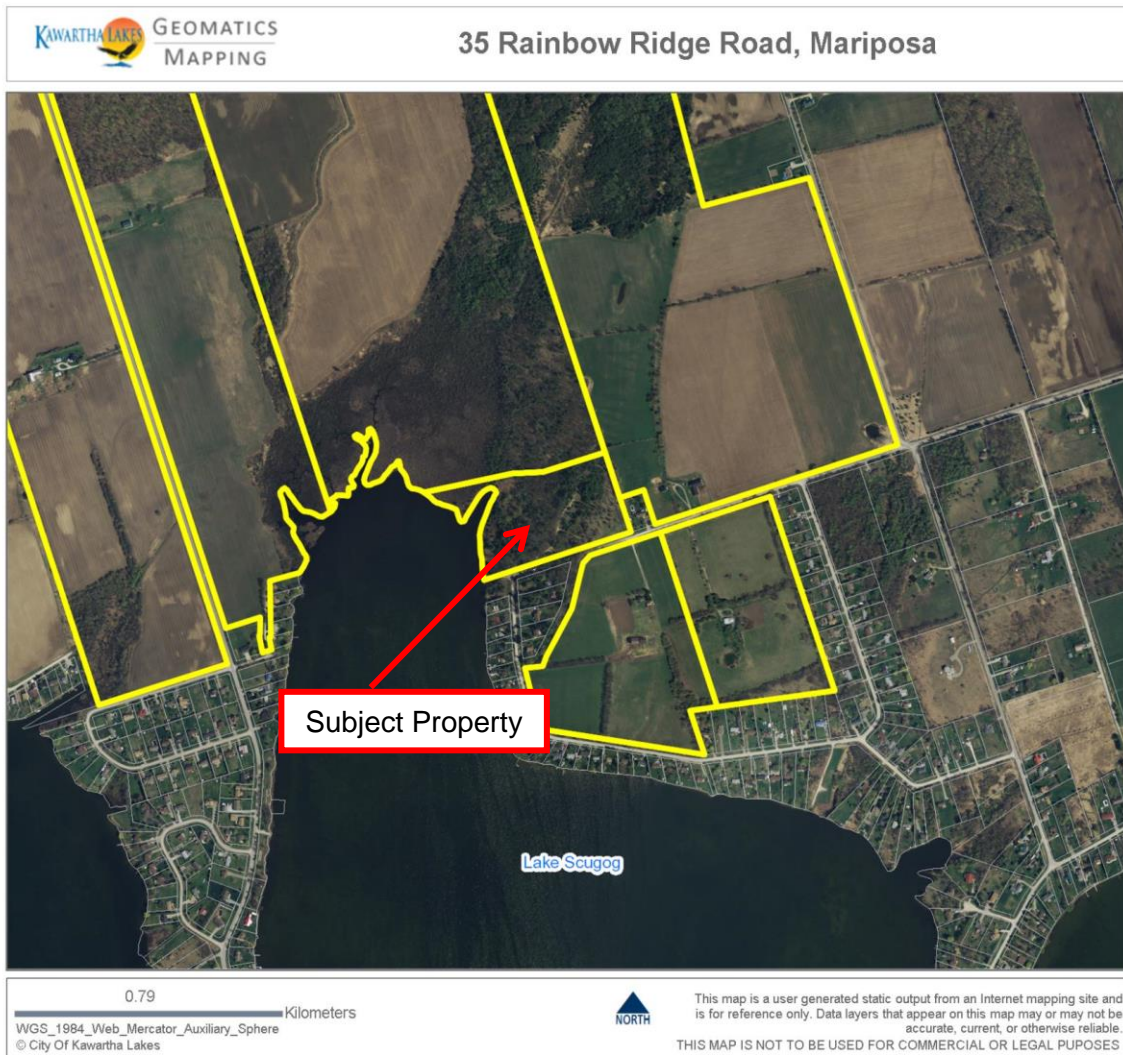 KAWARTHA LAKES
GEOMATICS
MAPPING
35 Rainbow Ridge Road, Mariposa
Subject Property
Lake Scugog
0.79
Kilometers
WGS_1984_Web_Mercator_Auxiliary_Sphere
© City Of Kawartha Lakes
NORTH
This map is a user generated static output from an Internet mapping site and
is for reference only. Data layers that appear on this map may or may not be
accurate, current, or otherwise reliable.
THIS MAP IS NOT TO BE USED FOR COMMERCIAL OR LEGAL PUPOSES